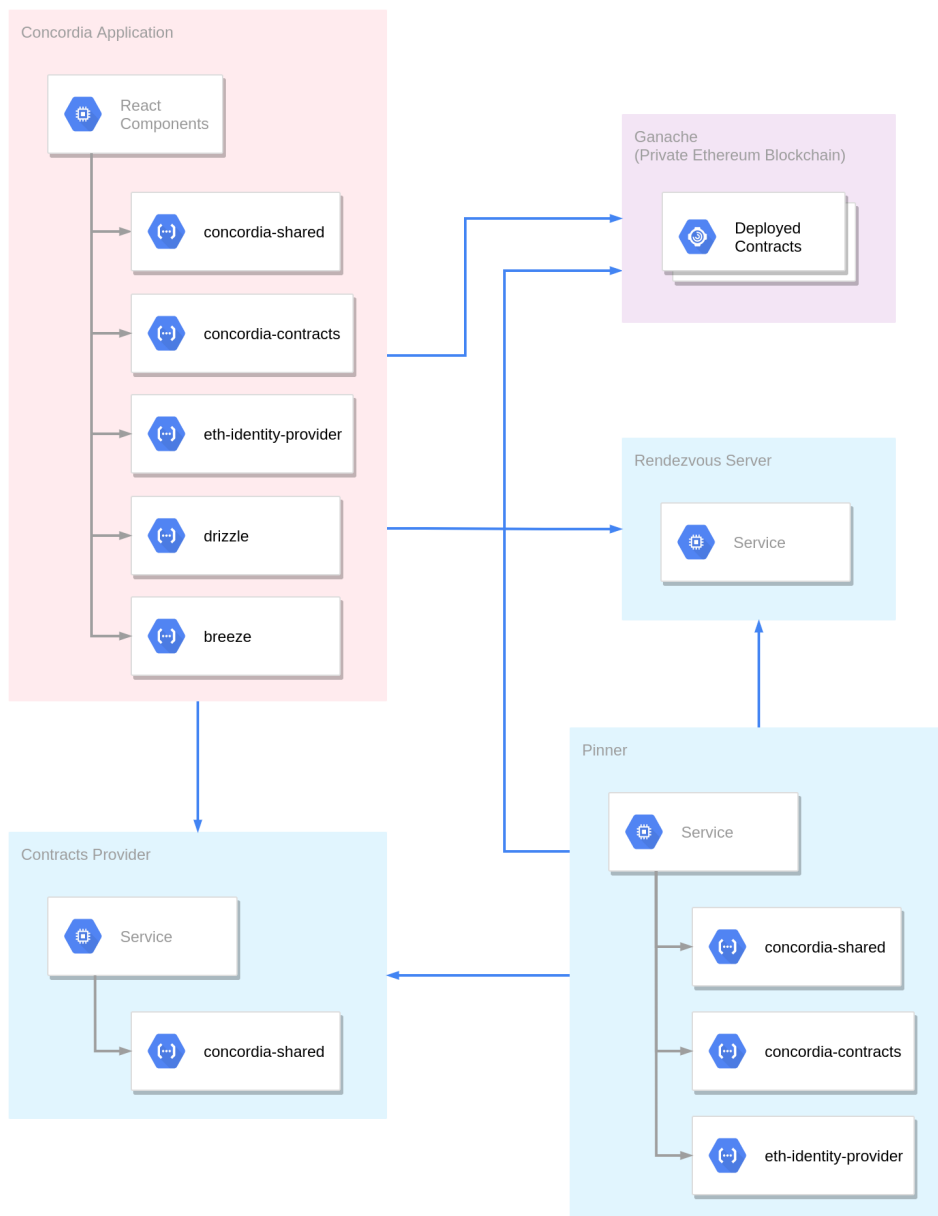 Concordia Application
React
Components
concordia-shared
concordia-contracts
eth-identity-provider
drizzle
breeze
Ganache
(Private Ethereum Blockchain)
Deployed
Contracts
Rendezvous Server
Service
Contracts Provider
Service
concordia-shared
Pinner
Service
concordia-shared
concordia-contracts
eth-identity-provider